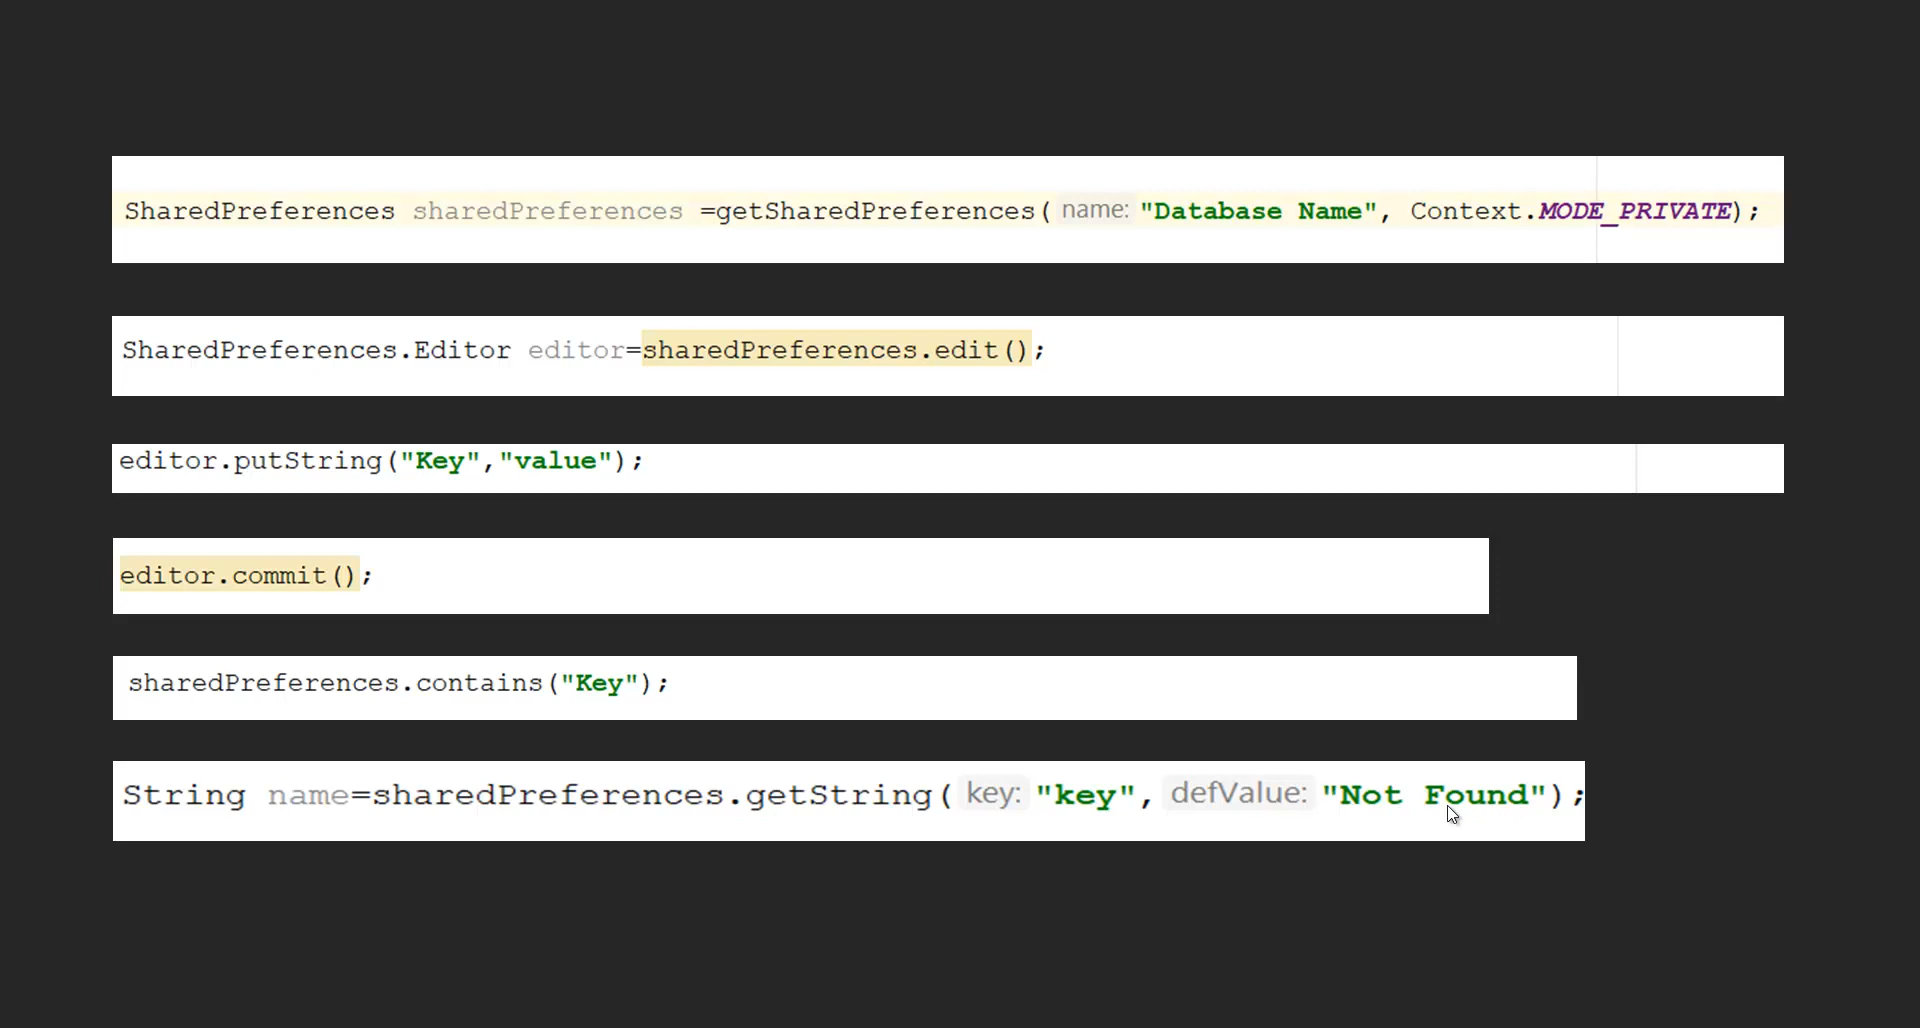 SharedPreferences sharedPreferences =getSharedPreferences( name: "Database Name", Context.MODE_PRIVATE);
SharedPreferences.Editor editor=sharedPreferences.edit();
editor.putString("Key","value");
editor.commit();
sharedPreferences.contains("Key");
String name=sharedPreferences.getString( key: "key", defValue: "Not Found");